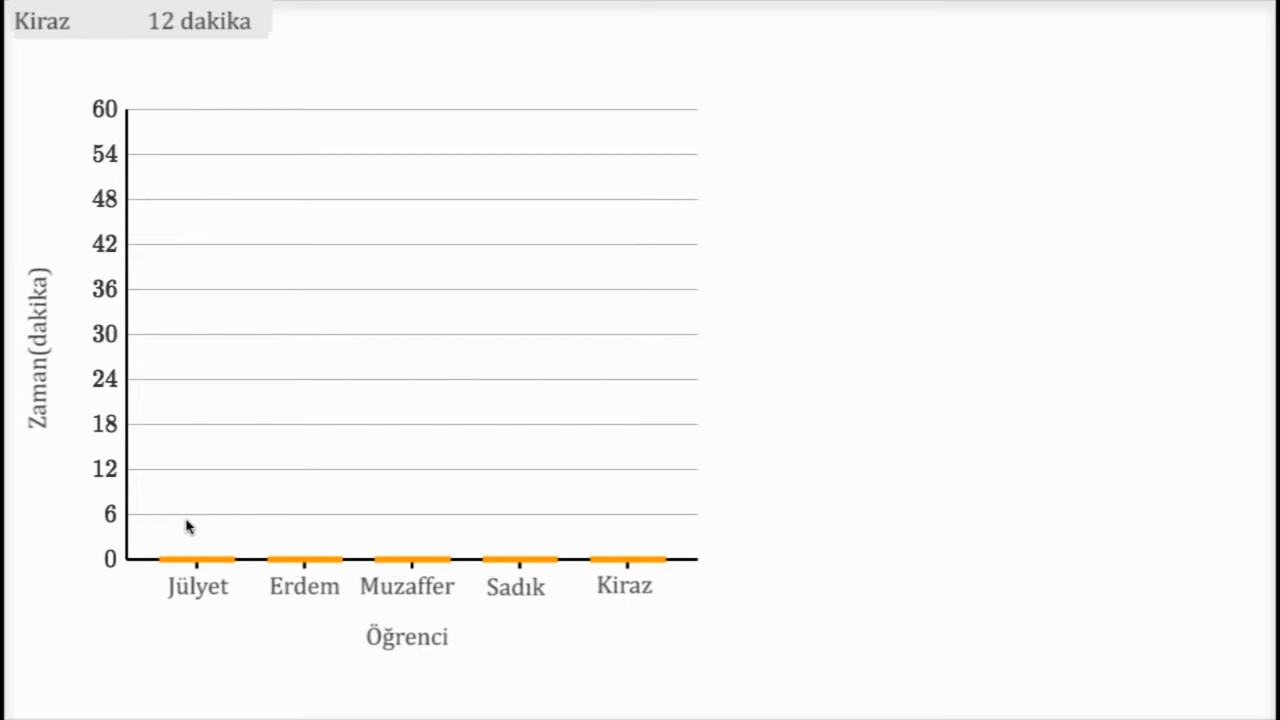 Kiraz 12 dakika
60
54
48
42
36
30
24
18
12
6
0
Zaman(dakika)
Jülyet Erdem Muzaffer Sadık Kiraz
Öğrenci